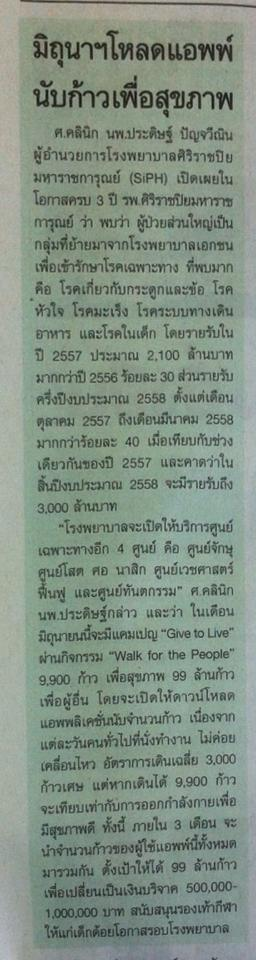 มิถุนาฯโหลดแอพพ์
นับก้าวเพื่อสุขภาพ
ศ.คลินิก นพ.ประดิษฐ์ ปัญจวีณิน
ผู้อำนวยการโรงพยาบาลศิริราชปิย
มหาราชการุณย์ (SiPH) เปิดเผยใน
โอกาสครบ 3 ปี รพ.ศิริราชปิยมหาราช
การุณย์ ว่า พบว่า ผู้ป่วยส่วนใหญ่เป็น
กลุ่มที่ย้ายมาจากโรงพยาบาลเอกชน
เพื่อเข้ารักษาโรคเฉพาะทาง ที่พบมาก
คือ โรคเกี่ยวกับกระดูกและข้อ โรค
หัวใจ โรคมะเร็ง โรคระบบทางเดิน
อาหาร และโรคในเด็ก โดยรายรับใน
ปี 2557 ประมาณ 2,100 ล้านบาท
มากกว่าปี 2556 ร้อยละ 30 ส่วนรายรับ
ครึ่งปีงบประมาณ 2558 ตั้งแต่เดือน
ตุลาคม 2557 ถึงเดือนมีนาคม 2558
มากกว่าร้อยละ 40 เมื่อเทียบกับช่วง
เดียวกันของปี 2557 และคาดว่าใน
สิ้นปีงบประมาณ 2558 จะมีรายรับถึง
3,000 ล้านบาท
"โรงพยาบาลจะเปิดให้บริการศูนย์
เฉพาะทางอีก 4 ศูนย์ คือ ศูนย์จักษุ
ศูนย์โสต ศอ นาสิก ศูนย์เวชศาสตร์
ฟื้นฟู และศูนย์ทันตกรรม" ศ.คลินิก
นพ.ประดิษฐ์กล่าว และว่า ในเดือน
มิถุนายนนี้จะมีแคมเปญ "Give to Live"
ผ่านกิจกรรม "Walk for the People"
9,900 ก้าว เพื่อสุขภาพ 99 ล้านก้าว
เพื่อผู้อื่น โดยจะเปิดให้ดาวน์โหลด
แอพพลิเคชั่นนับจำนวนก้าว เนื่องจาก
แต่ละวันคนทั่วไปที่นั่งทำงาน ไม่ค่อย
เคลื่อนไหว อัตราการเดินเฉลี่ย 3,000
ก้าวเศษ แต่หากเดินได้ 9,900 ก้าว
จะเทียบเท่ากับการออกกำลังกายเพื่อ
มีสุขภาพดี ทั้งนี้ ภายใน 3 เดือน จะ
นำจำนวนก้าวของผู้ใช้แอพพ์นี้ทั้งหมด
มารวมกัน ตั้งเป้าให้ได้ 99 ล้านก้าว
เพื่อเปลี่ยนเป็นเงินบริจาค 500,000-
1,000,000 บาท สนับสนุนรองเท้ากีฬา
ให้แก่เด็กด้อยโอกาสรอบโรงพยาบาล